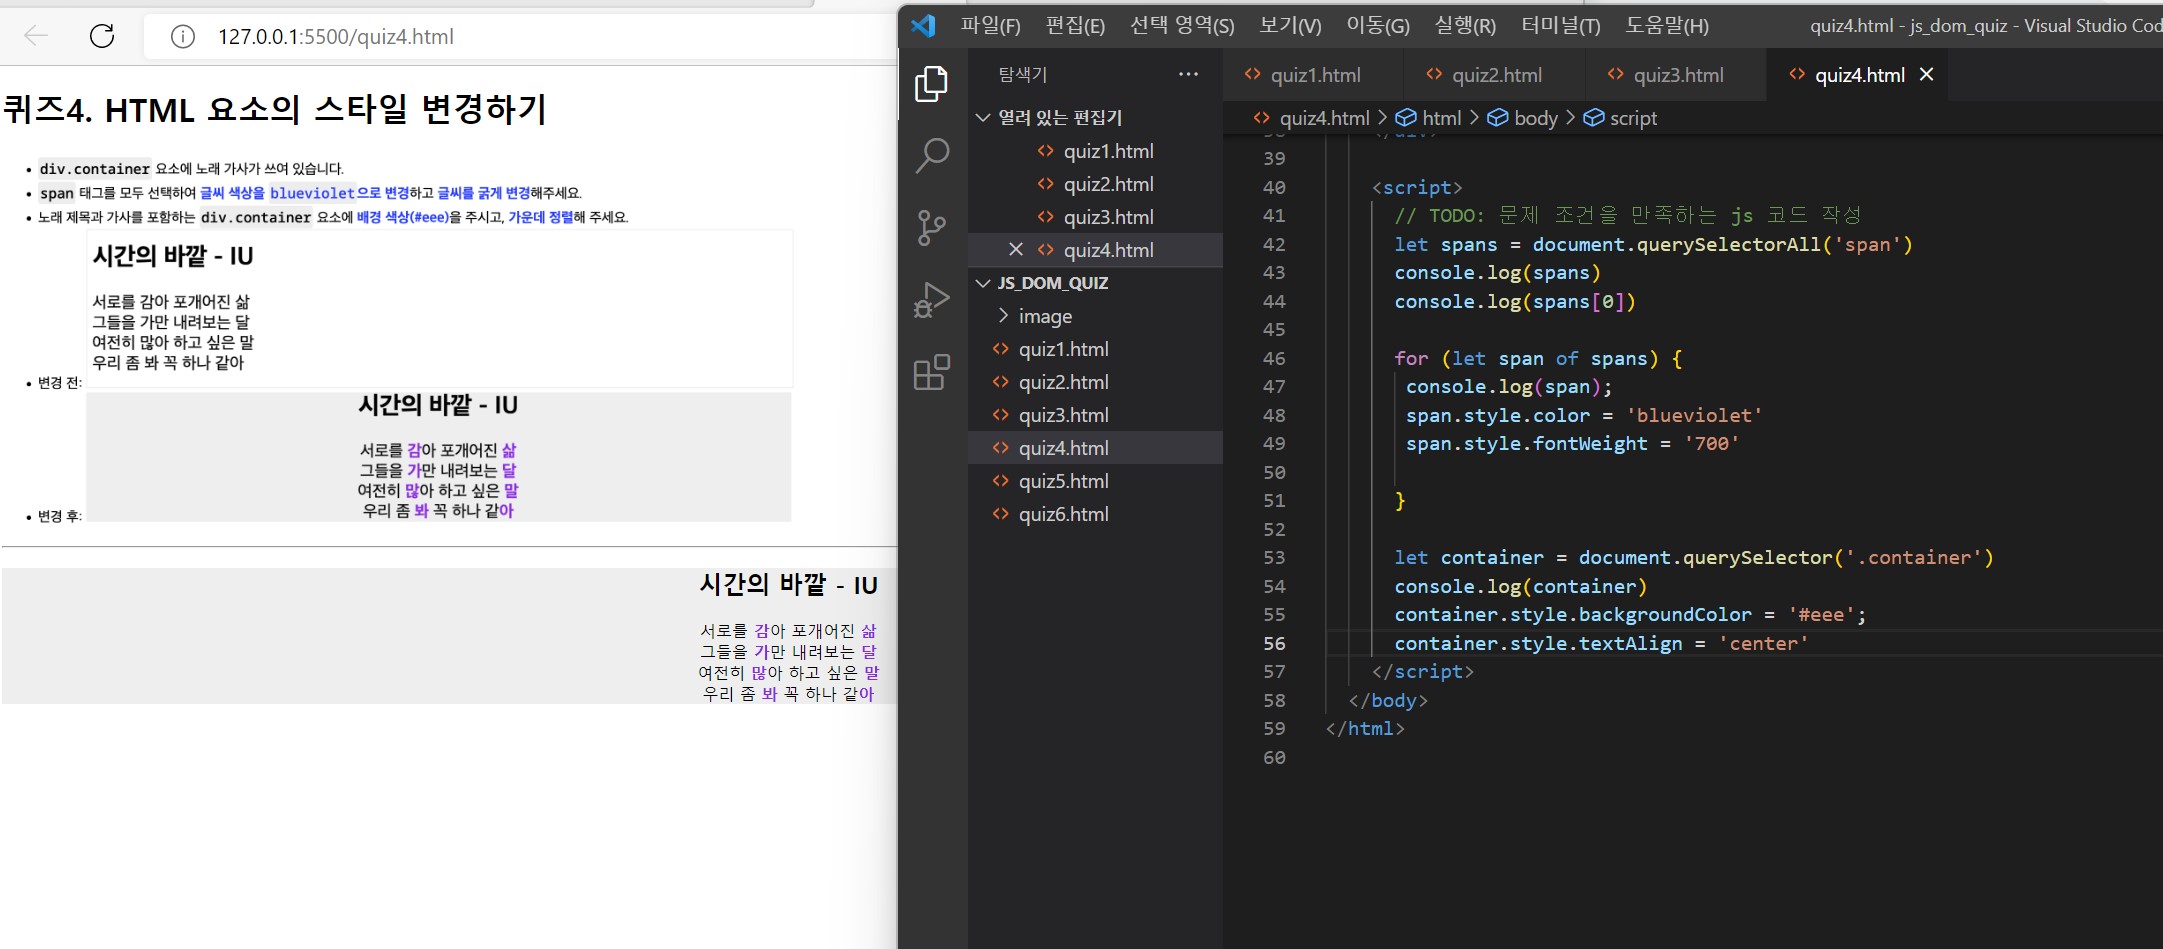 127.0.0.1:5500/quiz4.html
퀴즈4. HTML 요소의 스타일 변경하기
div.container 요소에 노래 가사가 쓰여 있습니다.
span 태그를 모두 선택하여 글씨 색상을 blueviolet으로 변경하고 글씨를 굵게 변경해주세요.
노래 제목과 가사를 포함하는 div.container 요소에 배경 색상(#eee)을 주시고, 가운데 정렬해 주세요.
시간의 바깥 - IU
서로를 감아 포개어진 삶
그들을 가만 내려보는 달
여전히 많아 하고 싶은 말
우리 좀 봐 꼭 하나 같아
변경 전:
시간의 바깥 - IU
서로를 감아 포개어진 삶
그들을 가만 내려보는 달
여전히 많아 하고 싶은 말
우리 좀 봐 꼭 하나 같아
변경 후:
시간의 바깥 - IU
서로를 감아 포개어진 삶
그들을 가만 내려보는 달
여전히 많아 하고 싶은 말
우리 좀 봐 꼭 하나 같아
파일(F) 편집(E) 선택 영역(S) 보기(V) 이동(G) 실행(R) 터미널(T) 도움말(H) quiz4.html - js_dom_quiz - Visual Studio Cod
탐색기 ···
열려 있는 편집기
quiz1.html
quiz2.html
quiz3.html
quiz4.html
JS_DOM_QUIZ
image
quiz1.html
quiz2.html
quiz3.html
quiz4.html
quiz5.html
quiz6.html
quiz1.html quiz2.html quiz3.html quiz4.html
quiz4.html > html > body > script
38 </div>
39
40 <script>
41 // TODO: 문제 조건을 만족하는 js 코드 작성
42 let spans = document.querySelectorAll('span')
43 console.log(spans)
44 console.log(spans[0])
45
46 for (let span of spans) {
47 console.log(span);
48 span.style.color = 'blueviolet'
49 span.style.fontWeight = '700'
50
51 }
52
53 let container = document.querySelector('.container')
54 console.log(container)
55 container.style.backgroundColor = '#eee';
56 container.style.textAlign = 'center'
57 </script>
58 </body>
59 </html>
60